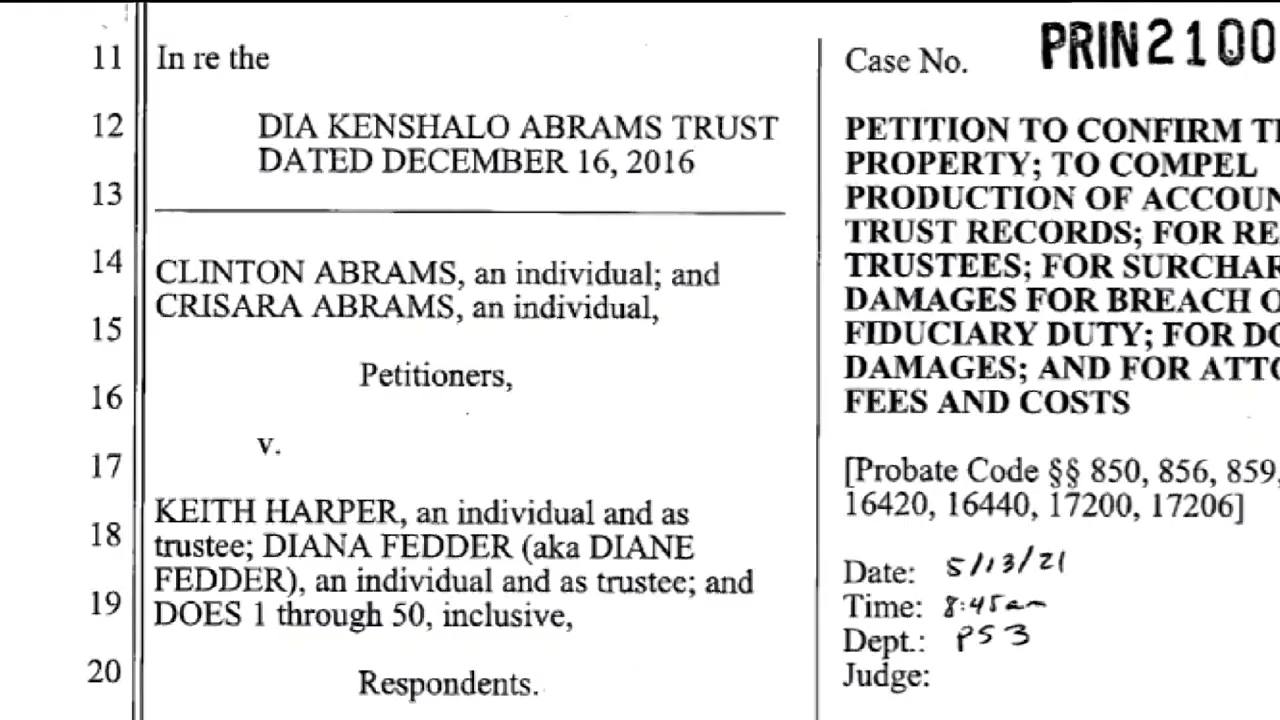 11 In re the
12 DIA KENSHALO ABRAMS TRUST
DATED DECEMBER 16, 2016
13
14 CLINTON ABRAMS, an individual; and
CRISARA ABRAMS, an individual,
15
Petitioners,
16
v.
17
KEITH HARPER, an individual and as
18 trustee; DIANA FEDDER (aka DIANE
FEDDER), an individual and as trustee; and
19 DOES 1 through 50, inclusive,
20 Respondents.
Case No. PRIN2100
PETITION TO CONFIRM
PROPERTY; TO COMPEL
PRODUCTION OF ACCOUN
TRUST RECORDS; FOR RE
TRUSTEES; FOR SURCHAR
DAMAGES FOR BREACH O
FIDUCIARY DUTY; FOR DO
DAMAGES; AND FOR ATTO
FEES AND COSTS
[Probate Code §§ 850, 856, 859,
16420, 16440, 17200, 17206]
Date: 5/13/21
Time: 8:45am
Dept.: PS3
Judge: